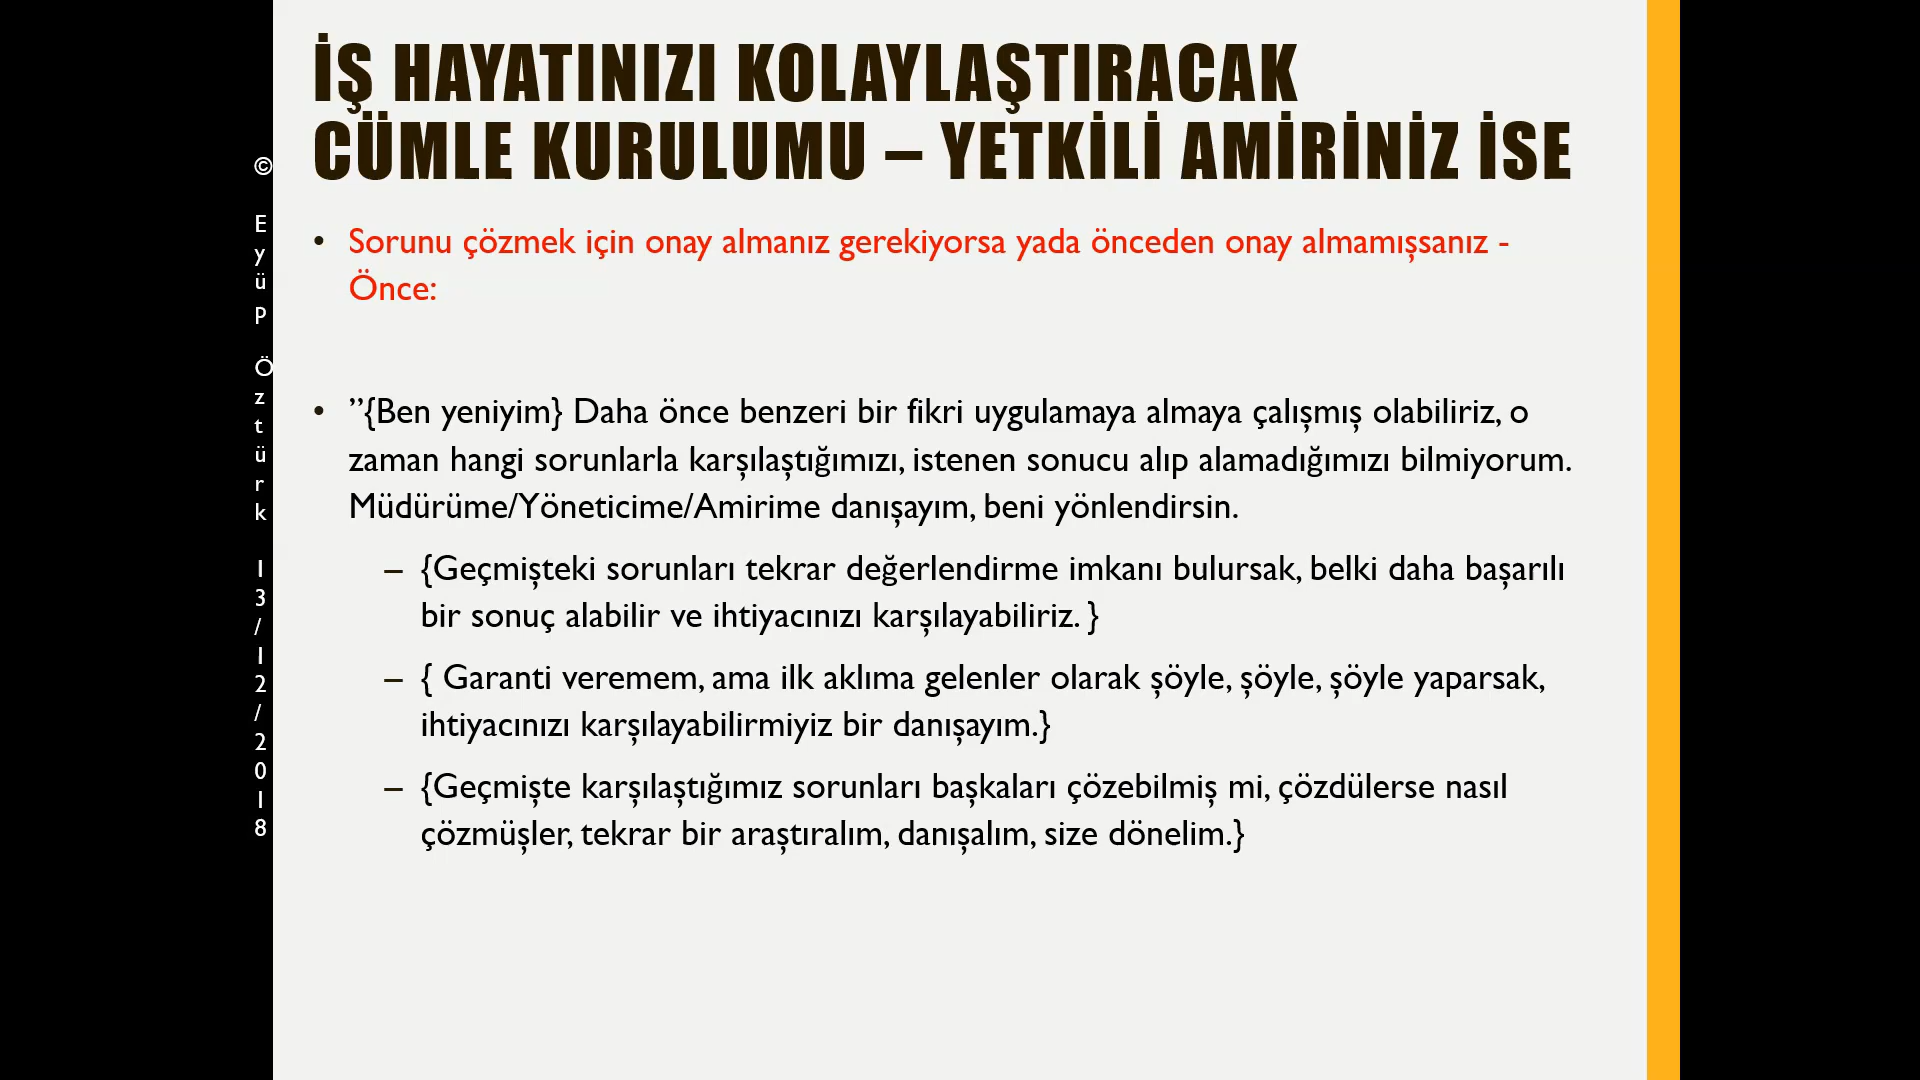 İŞ HAYATINIZI KOLAYLAŞTIRACAK
CÜMLE KURULUMU – YETKİLİ AMİRİNİZ İSE
• Sorunu çözmek için onay almanız gerekiyorsa yada önceden onay almamışsanız -
Önce:
• ”{Ben yeniyim} Daha önce benzeri bir fikri uygulamaya almaya çalışmış olabiliriz, o
zaman hangi sorunlarla karşılaştığımızı, istenen sonucu alıp alamadığımızı bilmiyorum.
Müdürüme/Yöneticime/Amirime danışayım, beni yönlendirsin.
– {Geçmişteki sorunları tekrar değerlendirme imkanı bulursak, belki daha başarılı
bir sonuç alabilir ve ihtiyacınızı karşılayabiliriz. }
– { Garanti veremem, ama ilk aklıma gelenler olarak şöyle, şöyle, şöyle yaparsak,
ihtiyacınızı karşılayabilirmiyiz bir danışayım.}
– {Geçmişte karşılaştığımız sorunları başkaları çözebilmiş mi, çözdülerse nasıl
çözmüşler, tekrar bir araştıralım, danışalım, size dönelim.}
© Eyüp Öztürk 13/12/2018